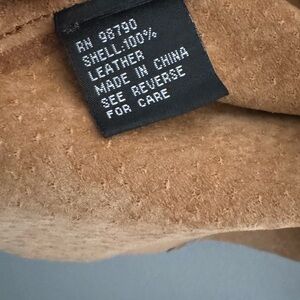 RN 98790
SHELL:100%
LEATHER
MADE IN CHINA
SEE REVERSE
FOR CARE